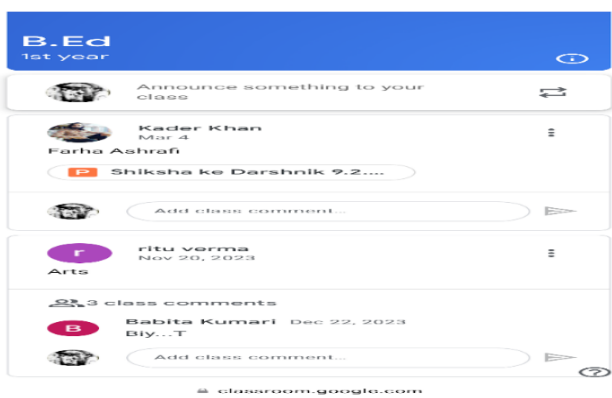 B.Ed
1st year
Announce something to your
class
Kader Khan
Mar 4
Farha Ashrafi
P Shiksha ke Darshnik 9.2....
Add class comment...
r ritu verma
Nov 20, 2023
Arts
3 class comments
B Babita Kumari Dec 22, 2023
Biy...T
Add class comment...
classroom.google.com